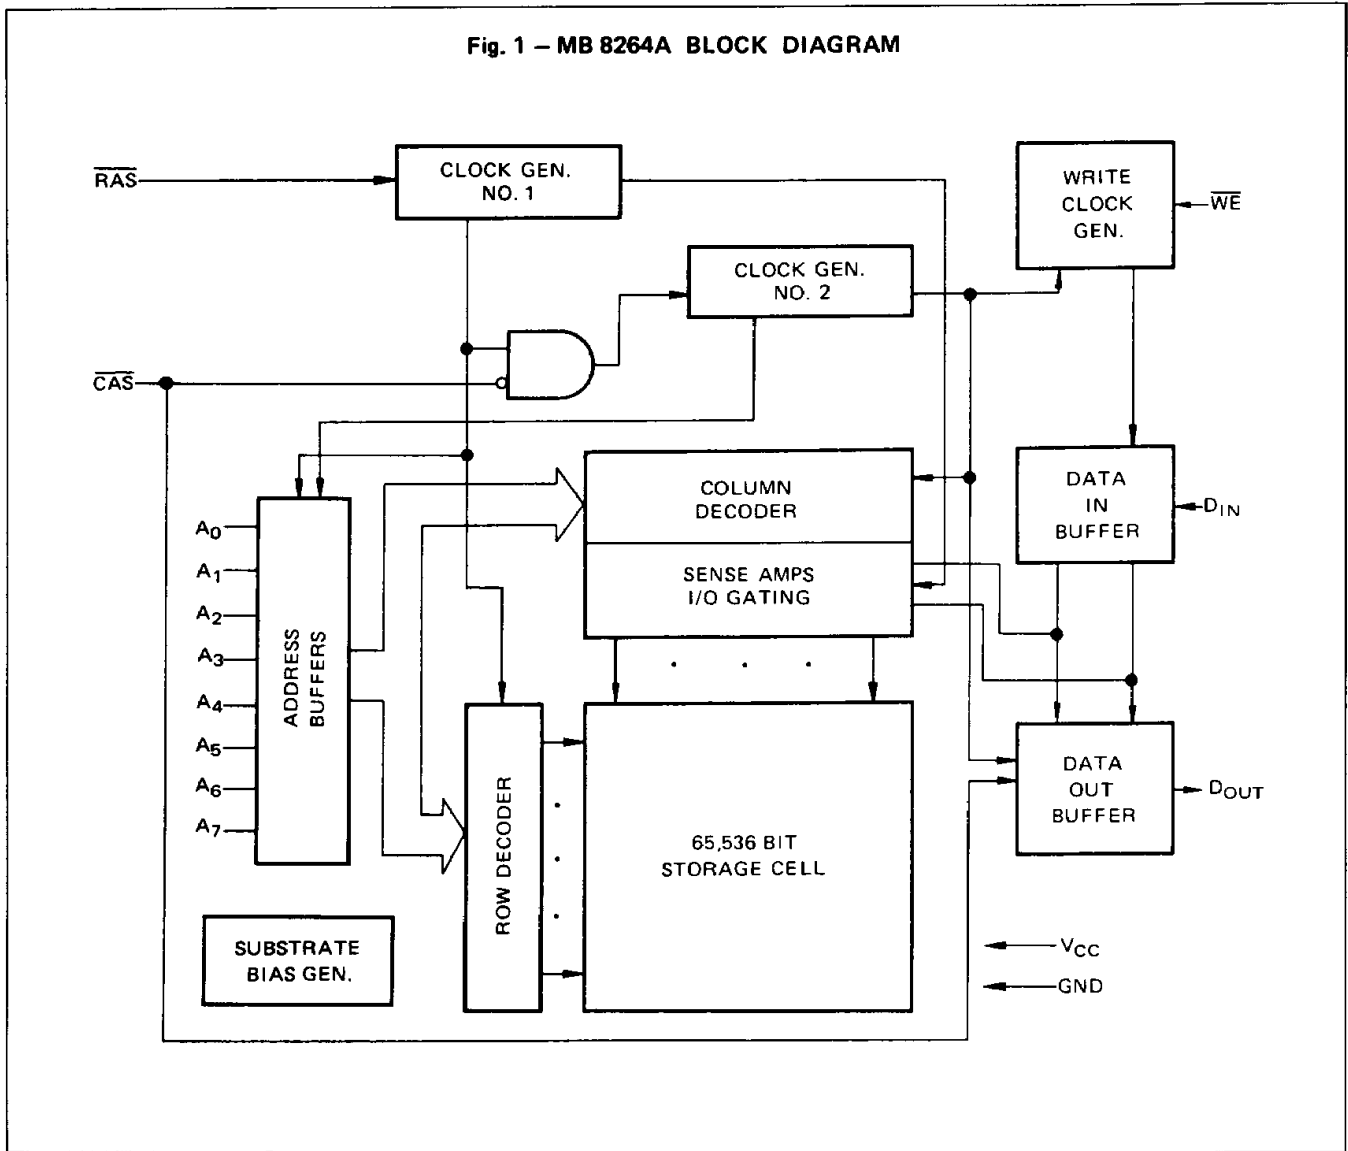 Fig. 1 – MB 8264A BLOCK DIAGRAM
RAS
CLOCK GEN.
NO. 1
WRITE
CLOCK
GEN.
WE
CLOCK GEN.
NO. 2
CAS
COLUMN
DECODER
DATA
IN
BUFFER
DIN
SENSE AMPS
I/O GATING
A0
A1
A2
A3
A4
A5
A6
A7
ADDRESS
BUFFERS
ROW DECODER
65,536 BIT
STORAGE CELL
DATA
OUT
BUFFER
DOUT
SUBSTRATE
BIAS GEN.
VCC
GND